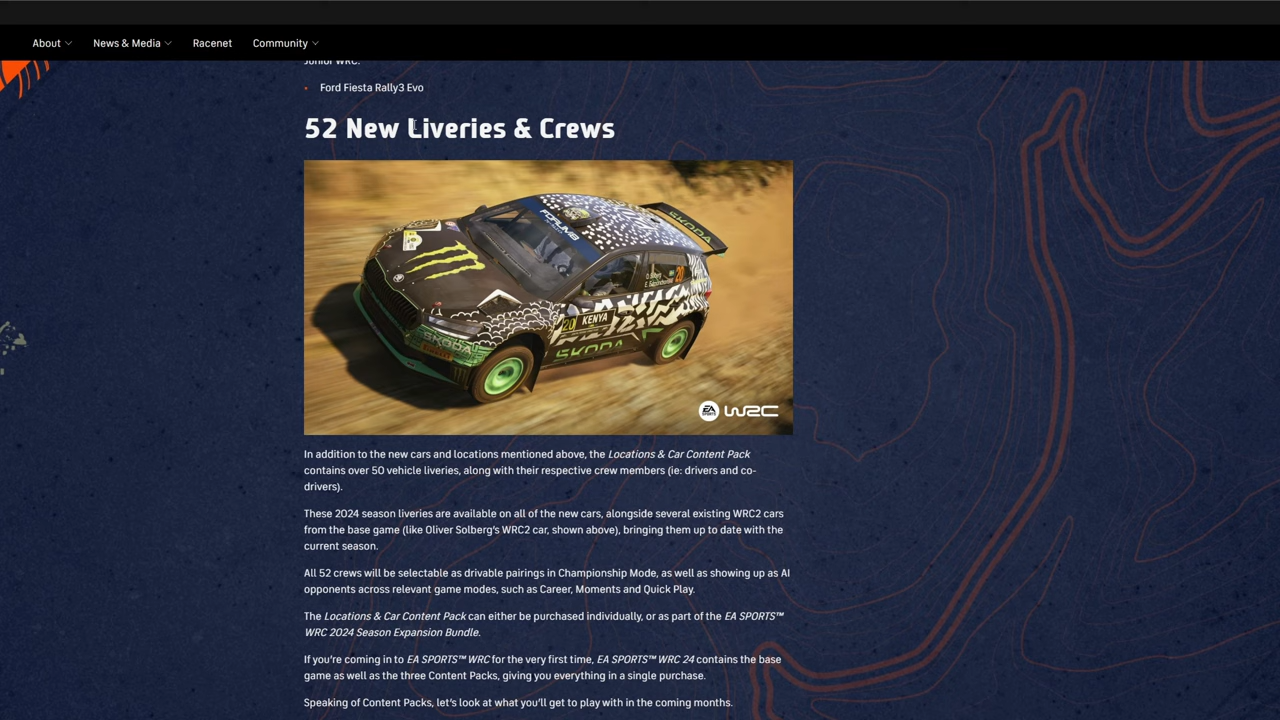 About
News & Media
Racenet
Community
Junior WRC:
Ford Fiesta Rally3 Evo
52 New Liveries & Crews
FORUM8
ŠKODA
20
20 KENYA
ŠKODA
ŠKODA
EA SPORTS WRC
In addition to the new cars and locations mentioned above, the Locations & Car Content Pack
contains over 50 vehicle liveries, along with their respective crew members (ie: drivers and co-
drivers).
These 2024 season liveries are available on all of the new cars, alongside several existing WRC2 cars
from the base game (like Oliver Solberg's WRC2 car, shown above), bringing them up to date with the
current season.
All 52 crews will be selectable as drivable pairings in Championship Mode, as well as showing up as AI
opponents across relevant game modes, such as Career, Moments and Quick Play.
The Locations & Car Content Pack can either be purchased individually, or as part of the EA SPORTS™
WRC 2024 Season Expansion Bundle.
If you're coming in to EA SPORTS™ WRC for the very first time, EA SPORTS™ WRC 24 contains the base
game as well as the three Content Packs, giving you everything in a single purchase.
Speaking of Content Packs, let's look at what you'll get to play with in the coming months.